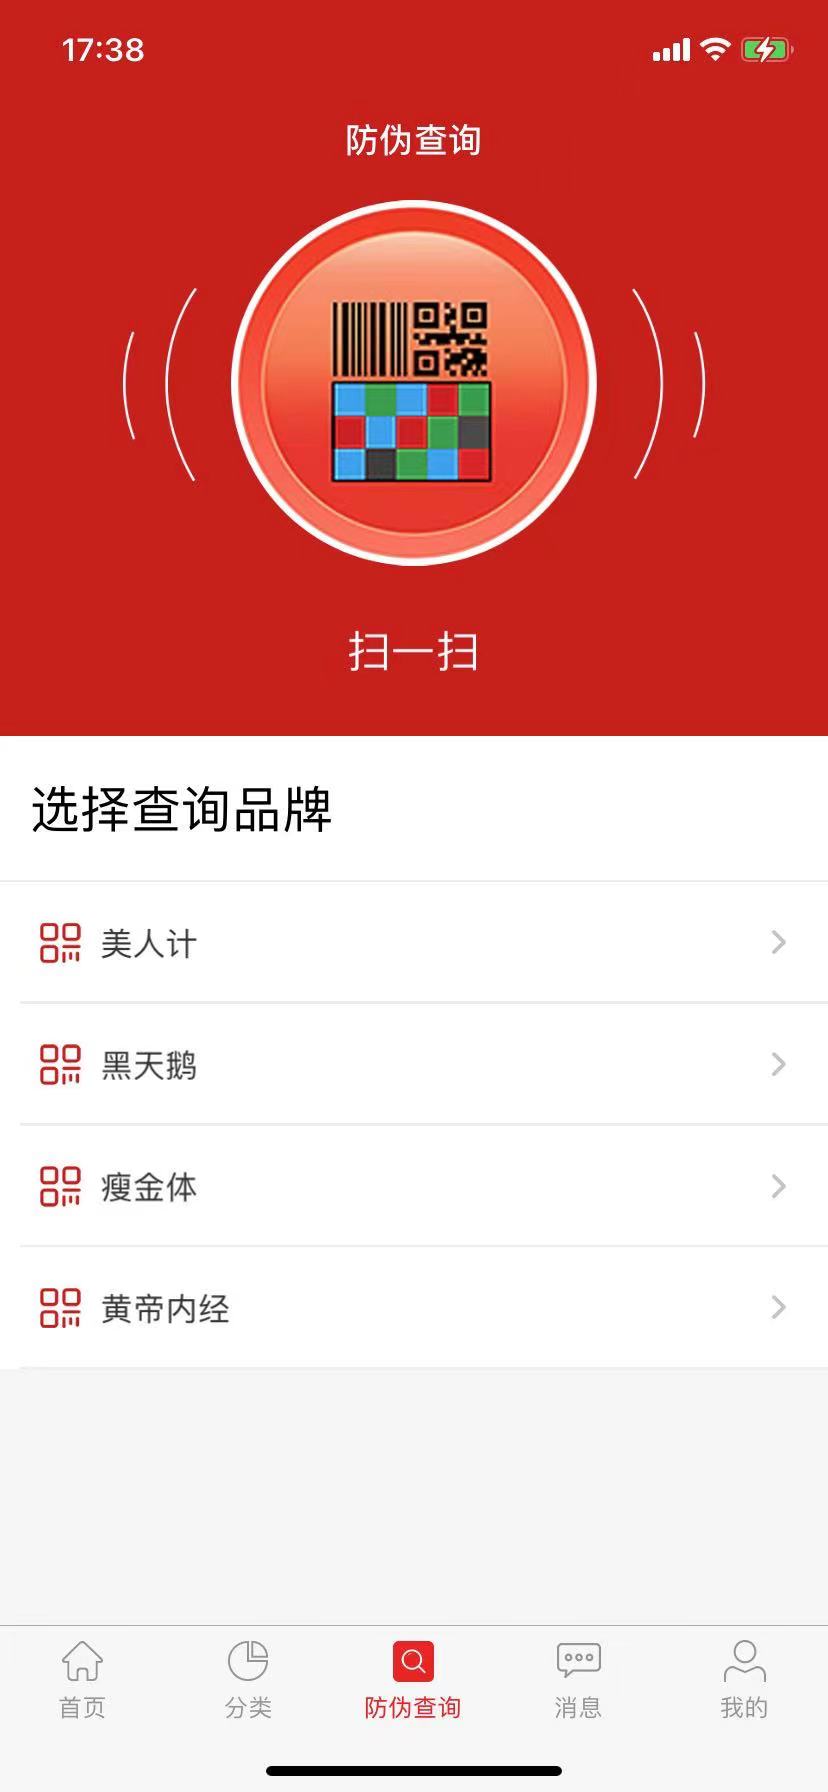 17:38
防伪查询
扫一扫
选择查询品牌
美人计
黑天鹅
瘦金体
黄帝内经
首页
分类
防伪查询
消息
我的